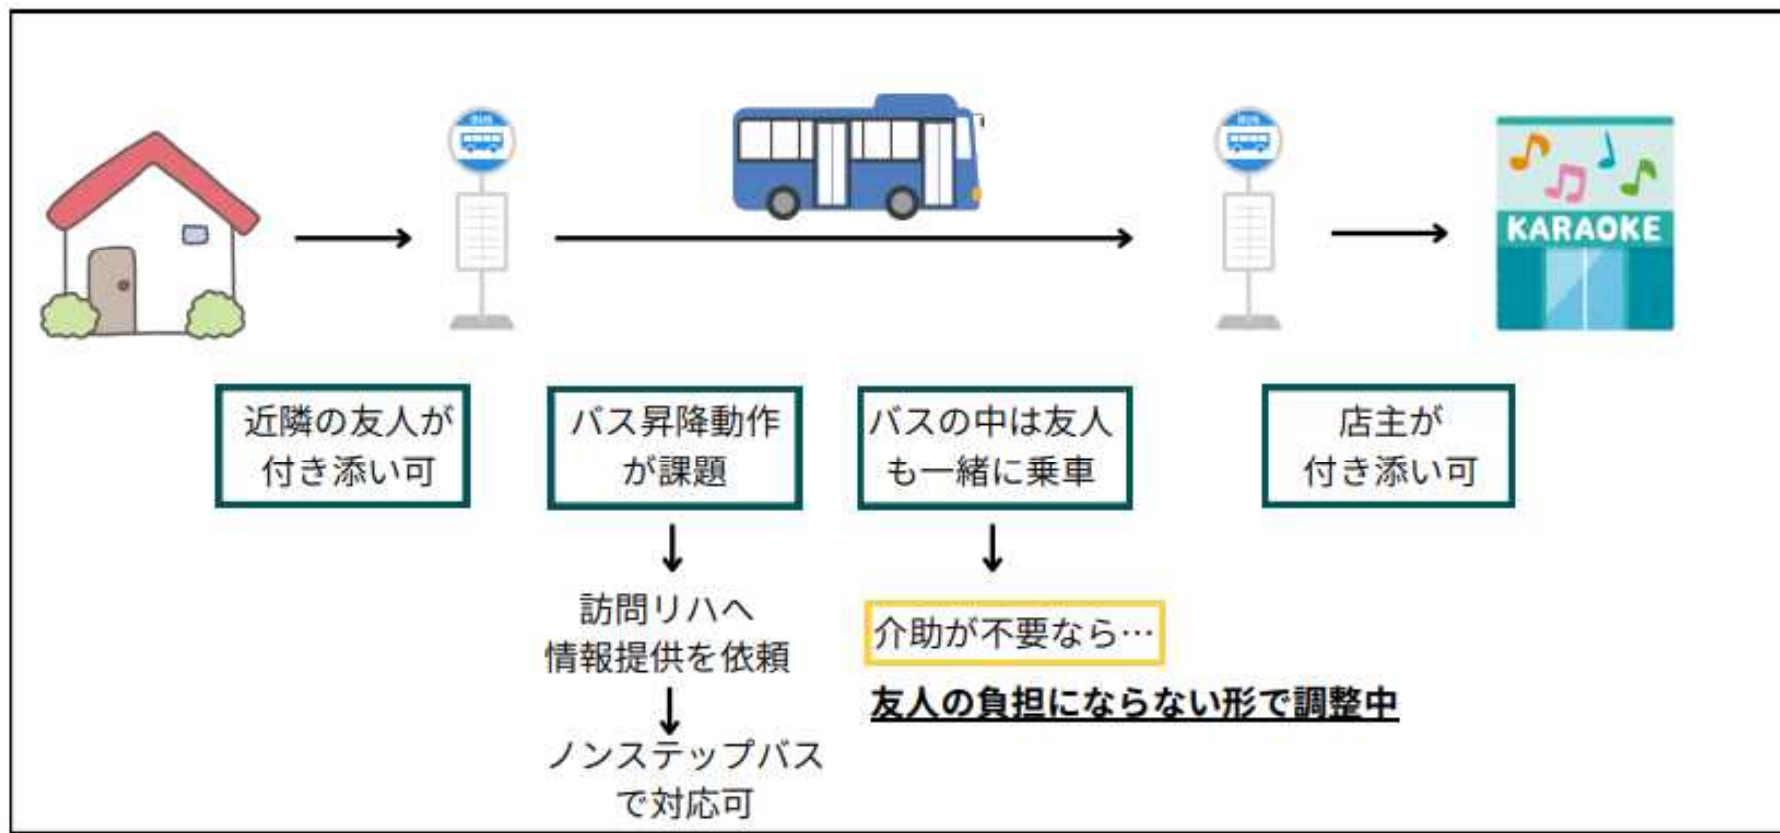 BUS
BUS
KARAOKE
近隣の友人が
付き添い可
バス昇降動作
が課題
バスの中は友人
も一緒に乗車
店主が
付き添い可
訪問リハへ
情報提供を依頼
ノンステップバス
で対応可
介助が不要なら…
友人の負担にならない形で調整中